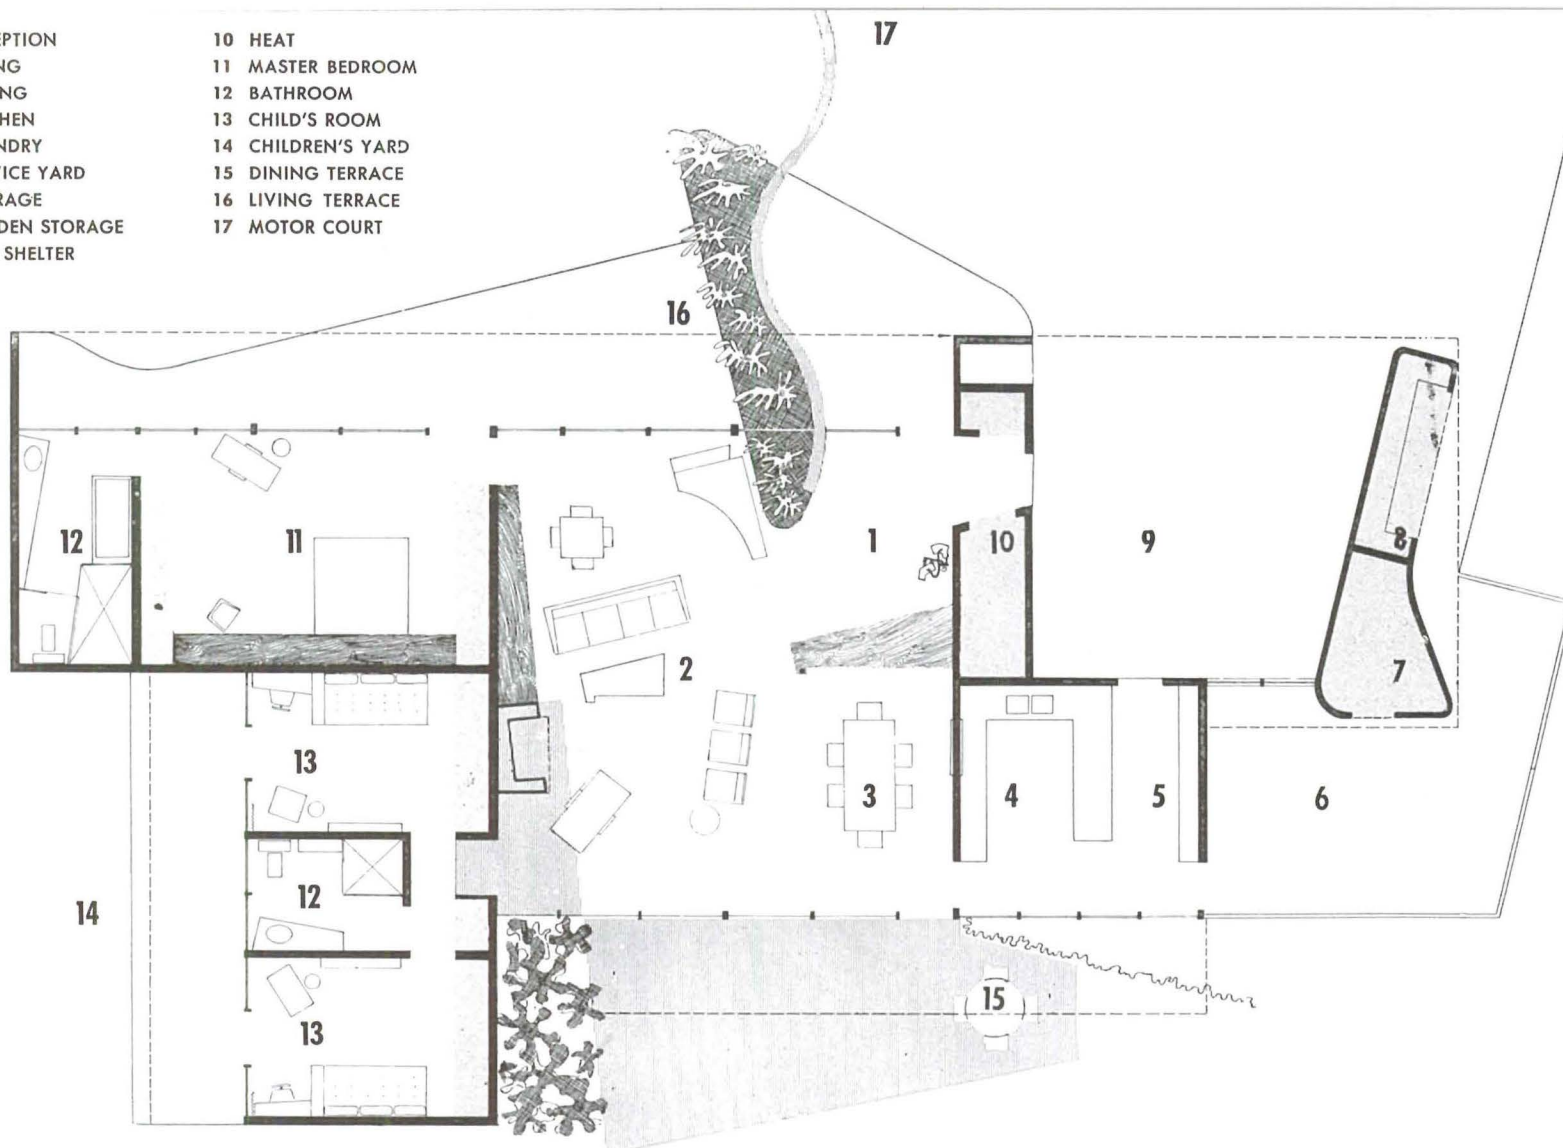 EPTION
NG
NG
HEN
NDRY
VICE YARD
RAGE
DEN STORAGE
SHELTER
10 HEAT
11 MASTER BEDROOM
12 BATHROOM
13 CHILD'S ROOM
14 CHILDREN'S YARD
15 DINING TERRACE
16 LIVING TERRACE
17 MOTOR COURT
17
16
12
11
1
10
9
8
2
7
13
3
4
5
6
12
14
15
13